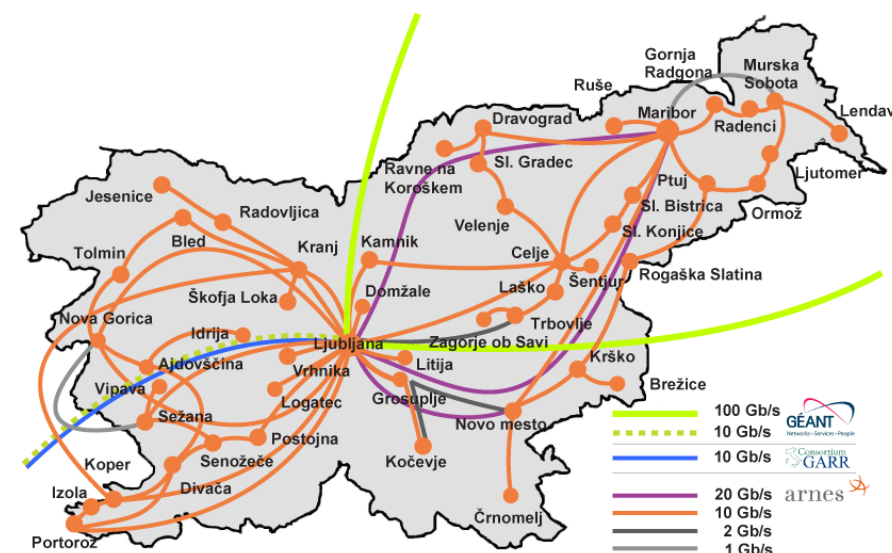 Gornja
Radgona
Murska
Sobota
Ruše
Maribor
Dravograd
Radenci
Lendav
Ravne na
Koroškem
Sl. Gradec
Ljutomer
Ptuj
Jesenice
Radovljica
Sl. Bistrica
Ormož
Velenje
Bled
Sl. Konjice
Kranj
Kamnik
Celje
Tolmin
Rogaška Slatina
Šentjur
Laško
Škofja Loka
Domžale
Nova Gorica
Idrija
Trbovlje
Ljubljana
Zagorje ob Savi
Ajdovščina
Litija
Krško
Vrhnika
Vipava
Brežice
Logatec
Grosuplje
Sežana
Novo mesto
Postojna
Senožeče
Kočevje
Koper
Divača
Izola
Črnomelj
Portorož
100 Gb/s
GÉANT
Networks • Services • People
10 Gb/s
10 Gb/s
Consortium
GARR
20 Gb/s
arnes
10 Gb/s
2 Gb/s
1 Gb/s